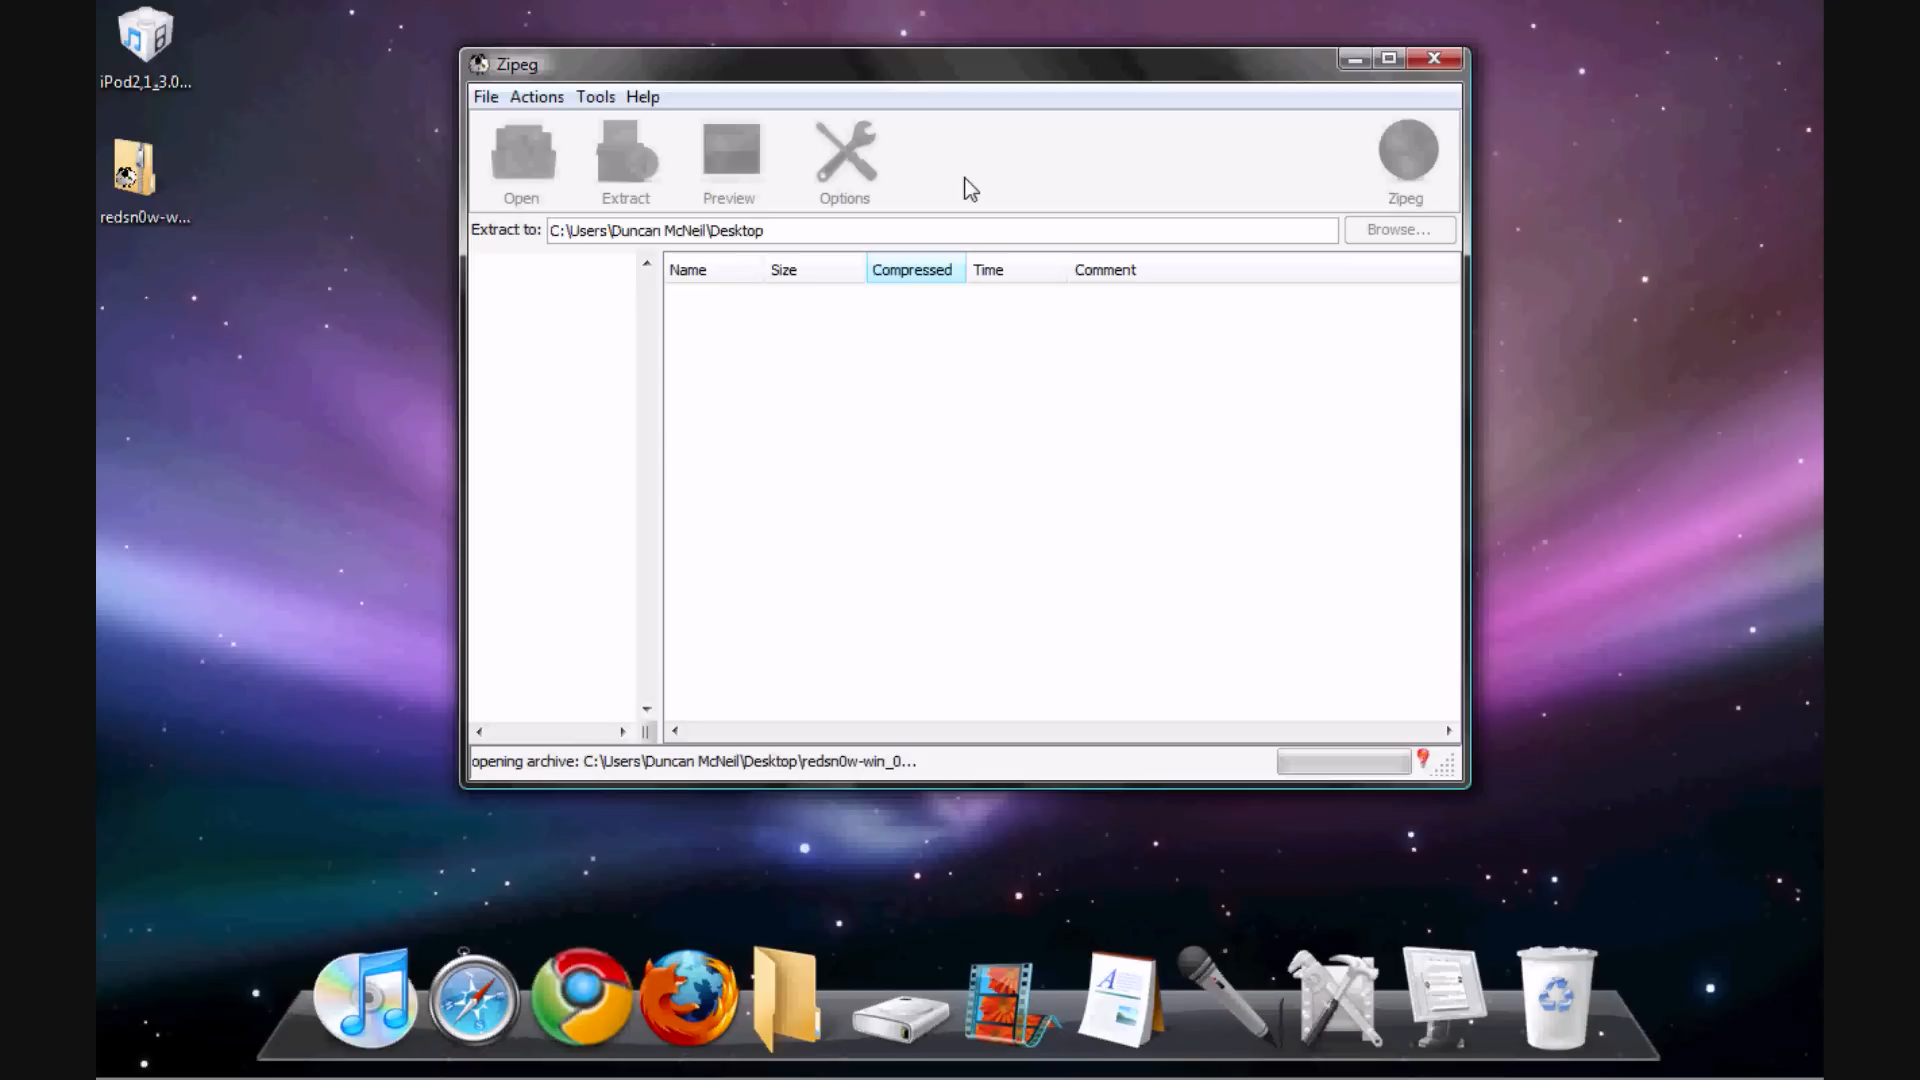 iPod2,1_3.0...
redsn0w-w...
Zipeg
File Actions Tools Help
Open Extract Preview Options Zipeg
Extract to: C:\Users\Duncan McNeil\Desktop Browse...
Name Size Compressed Time Comment
opening archive: C:\Users\Duncan McNeil\Desktop\redsn0w-win_0...